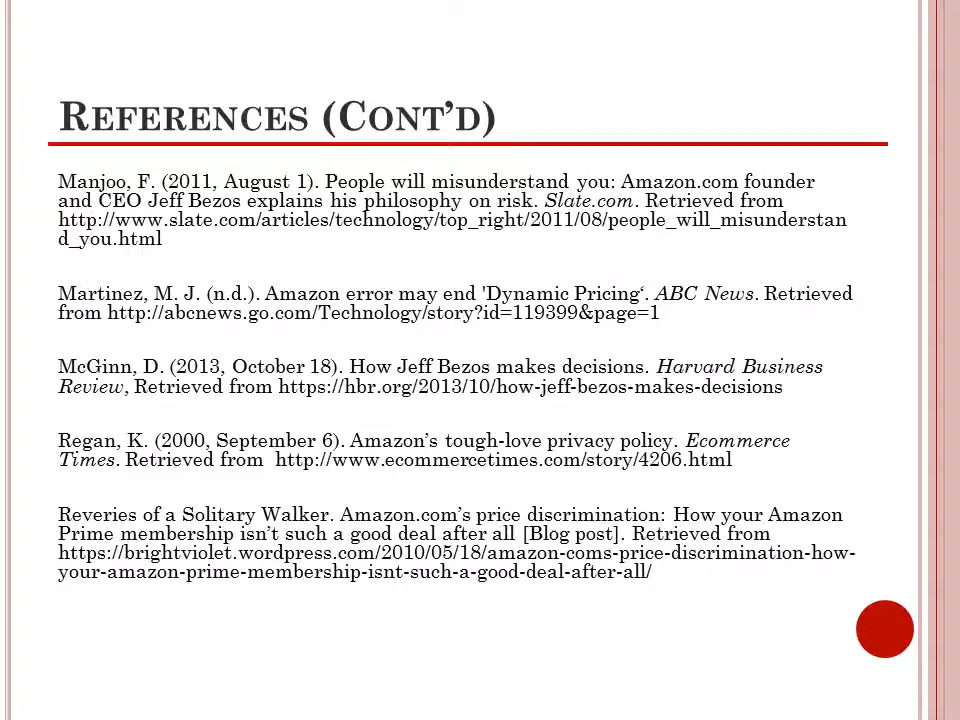 REFERENCES (CONT’D)
Manjoo, F. (2011, August 1). People will misunderstand you: Amazon.com founder
and CEO Jeff Bezos explains his philosophy on risk. Slate.com. Retrieved from
http://www.slate.com/articles/technology/top_right/2011/08/people_will_misunderstan
d_you.html
Martinez, M. J. (n.d.). Amazon error may end 'Dynamic Pricing‘. ABC News. Retrieved
from http://abcnews.go.com/Technology/story?id=119399&page=1
McGinn, D. (2013, October 18). How Jeff Bezos makes decisions. Harvard Business
Review, Retrieved from https://hbr.org/2013/10/how-jeff-bezos-makes-decisions
Regan, K. (2000, September 6). Amazon’s tough-love privacy policy. Ecommerce
Times. Retrieved from  http://www.ecommercetimes.com/story/4206.html
Reveries of a Solitary Walker. Amazon.com’s price discrimination: How your Amazon
Prime membership isn’t such a good deal after all [Blog post]. Retrieved from
https://brightviolet.wordpress.com/2010/05/18/amazon-coms-price-discrimination-how-
your-amazon-prime-membership-isnt-such-a-good-deal-after-all/